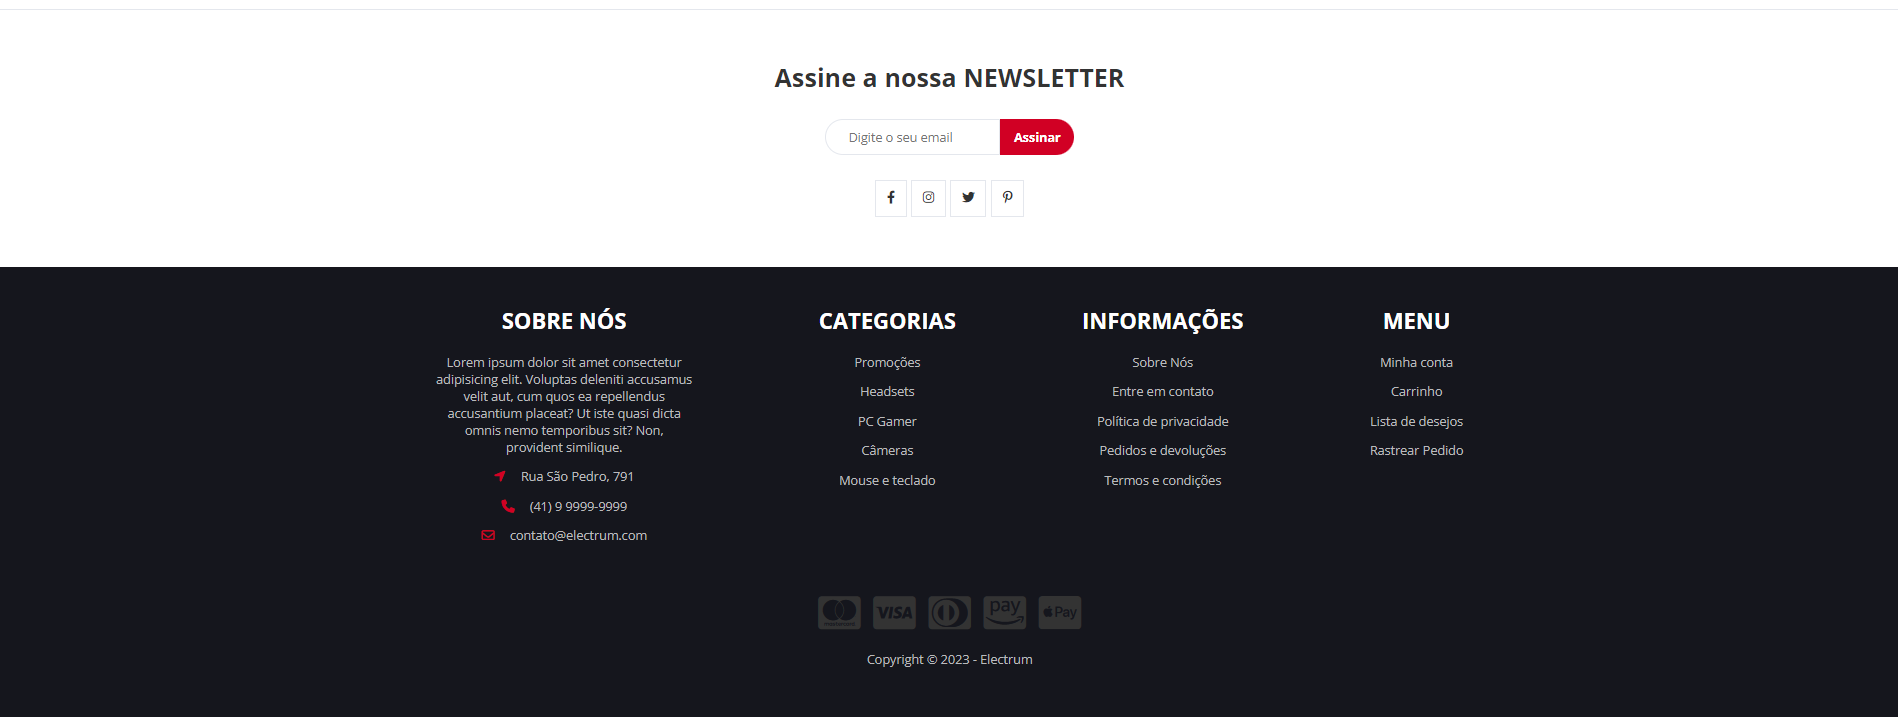 Assine a nossa NEWSLETTER
Digite o seu email
Assinar
SOBRE NÓS
Lorem ipsum dolor sit amet consectetur
adipisicing elit. Voluptas deleniti accusamus
velit aut, cum quos ea repellendus
accusantium placeat? Ut iste quasi dicta
omnis nemo temporibus sit? Non,
provident similique.
Rua São Pedro, 791
(41) 9 9999-9999
contato@electrum.com
CATEGORIAS
Promoções
Headsets
PC Gamer
Câmeras
Mouse e teclado
INFORMAÇÕES
Sobre Nós
Entre em contato
Política de privacidade
Pedidos e devoluções
Termos e condições
MENU
Minha conta
Carrinho
Lista de desejos
Rastrear Pedido
mastercard
VISA
pay
Pay
Copyright © 2023 - Electrum